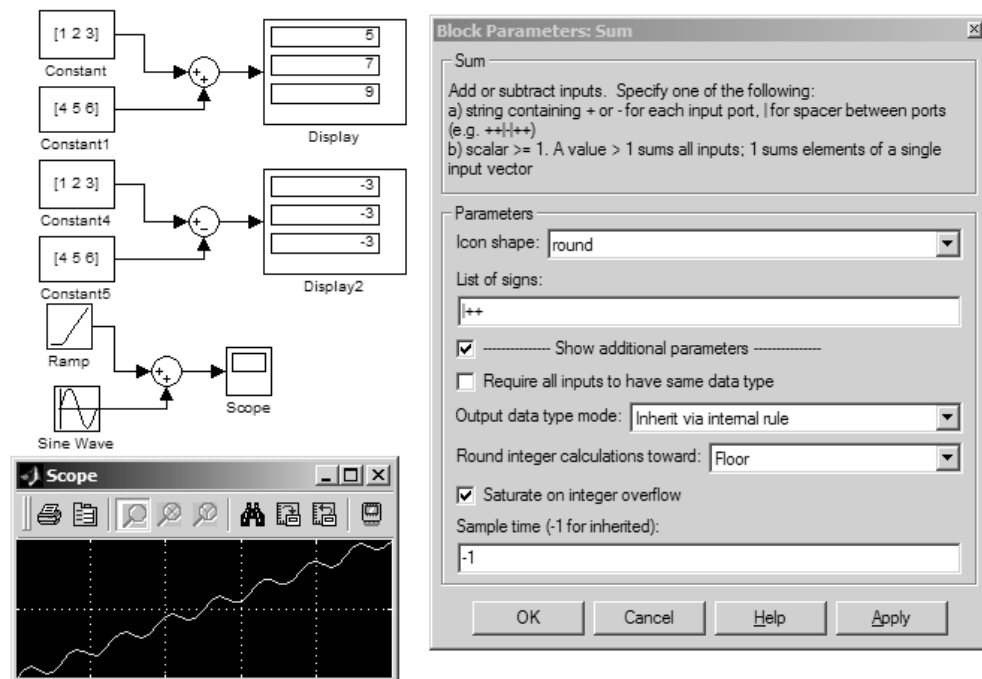 [1 2 3]
Constant
[4 5 6]
Constant1
+
+
5
7
9
Display
[1 2 3]
Constant4
[4 5 6]
Constant5
+
-
-3
-3
-3
Display2
Ramp
Sine Wave
+
+
Scope
Scope
Block Parameters: Sum
Sum
Add or subtract inputs. Specify one of the following:
a) string containing + or - for each input port, | for spacer between ports
(e.g. ++|-|++)
b) scalar >= 1. A value > 1 sums all inputs; 1 sums elements of a single
input vector
Parameters
Icon shape: round
List of signs:
|++
--------------- Show additional parameters ---------------
Require all inputs to have same data type
Output data type mode: Inherit via internal rule
Round integer calculations toward: Floor
Saturate on integer overflow
Sample time (-1 for inherited):
-1
OK Cancel Help Apply